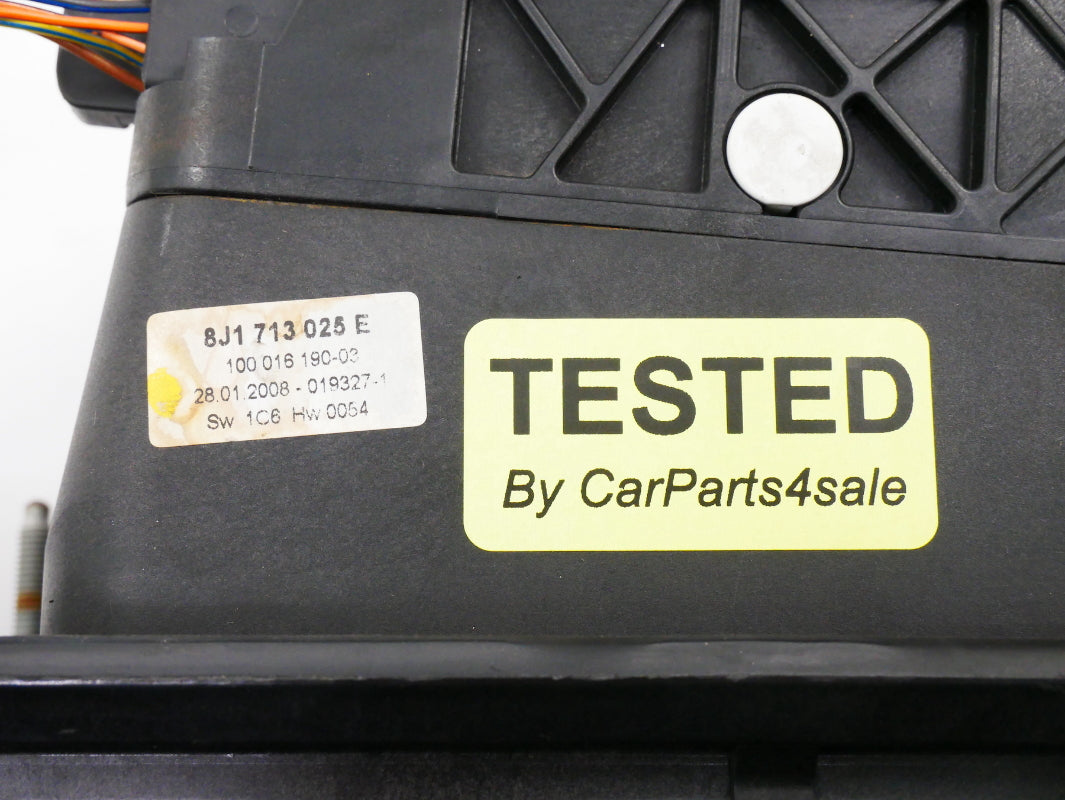 8J1 713 025 E
100 016 190-03
28.01.2008 - 019327-1
Sw 1C6 Hw 0054
TESTED
By CarParts4sale